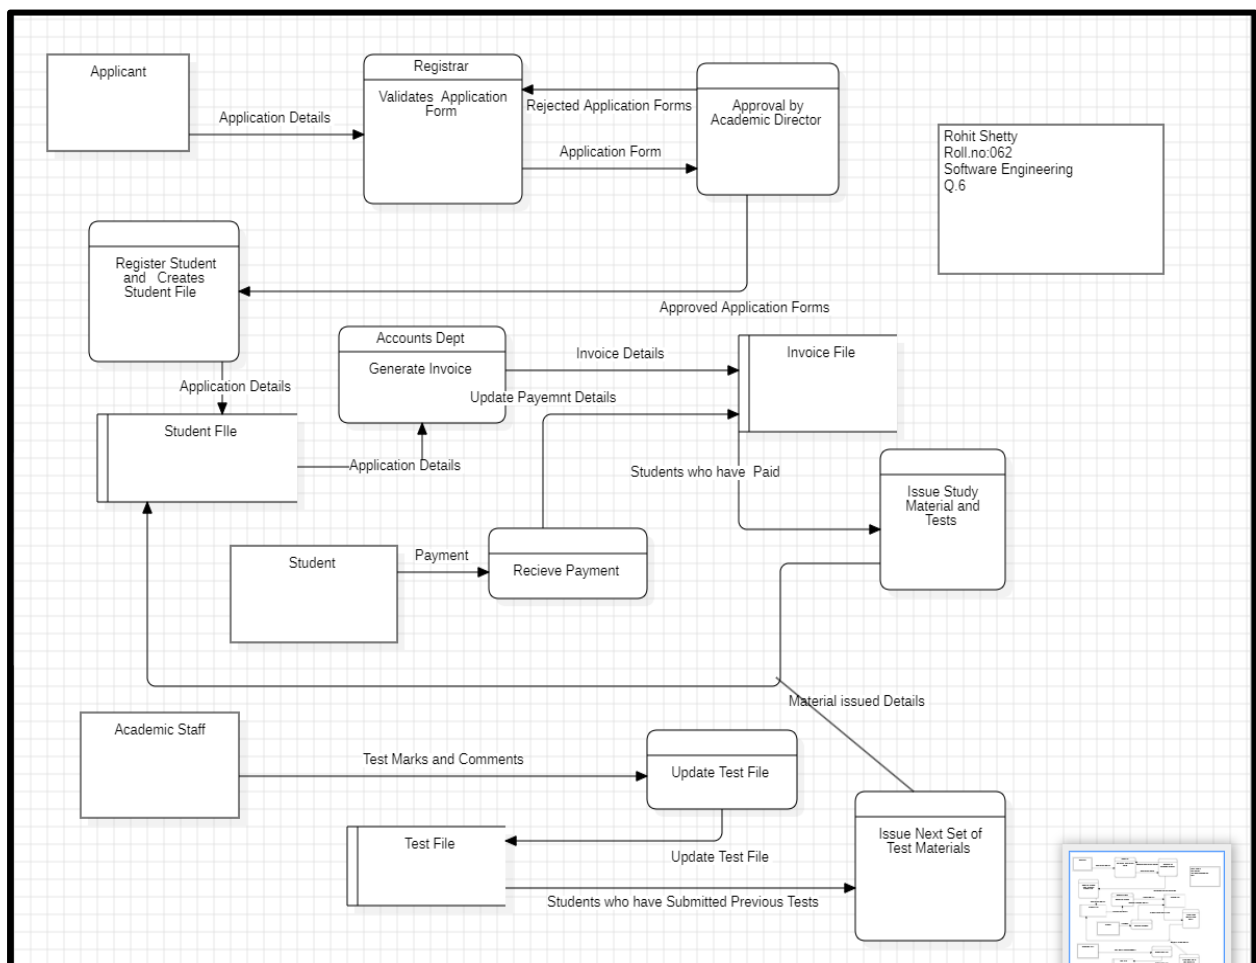 Applicant
Registrar
Application Details
Validates Application
Form
Rejected Application Forms
Application Form
Approval by
Academic Director
Rohit Shetty
Roll.no:062
Software Engineering
Q.6
Register Student
and Creates
Student File
Approved Application Forms
Application Details
Accounts Dept
Generate Invoice
Invoice Details
Invoice File
Update Payemnt Details
Student FIle
Application Details
Students who have Paid
Issue Study
Material and
Tests
Student
Payment
Recieve Payment
Material issued Details
Academic Staff
Test Marks and Comments
Update Test File
Test File
Update Test File
Students who have Submitted Previous Tests
Issue Next Set of
Test Materials